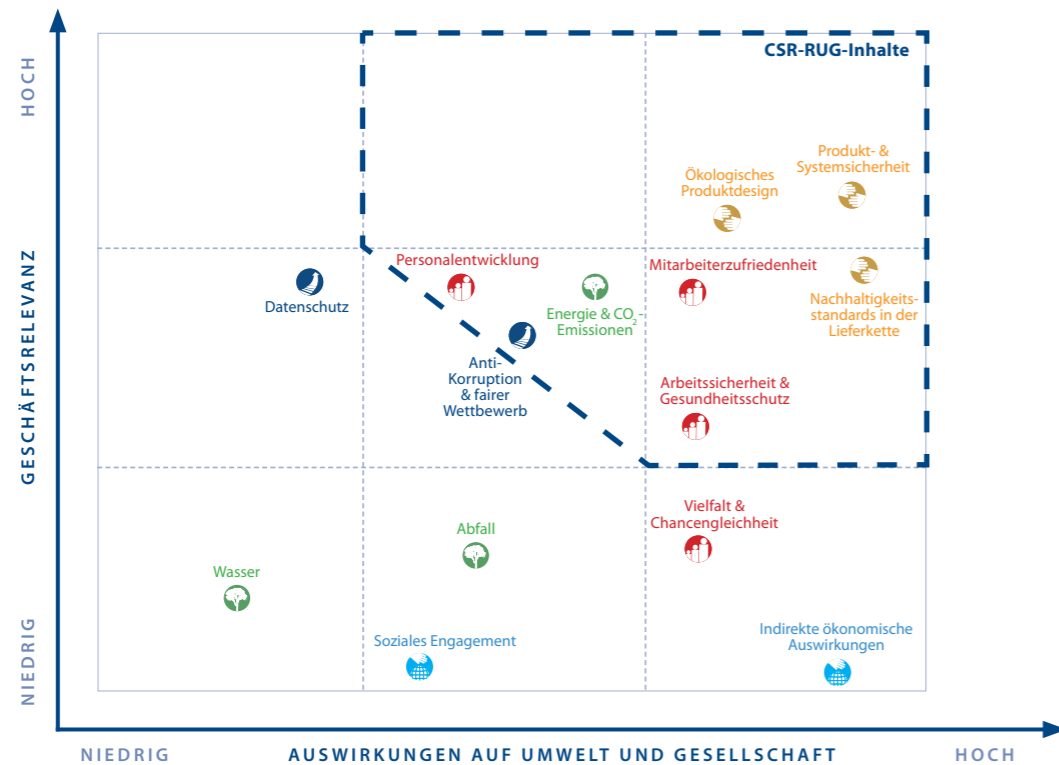 HOCH
CSR-RUG-Inhalte
Produkt- &
Systemsicherheit
Ökologisches
Produktdesign
Personalentwicklung
Mitarbeiterzufriedenheit
Datenschutz
Energie & CO2-
Emissionen
Nachhaltigkeits-
standards in der
Lieferkette
GESCHÄFTSRELEVANZ
Anti-
Korruption
& fairer
Wettbewerb
Arbeitssicherheit &
Gesundheitsschutz
Vielfalt &
Chancengleichheit
Abfall
Wasser
Soziales Engagement
Indirekte ökonomische
Auswirkungen
NIEDRIG
NIEDRIG
AUSWIRKUNGEN AUF UMWELT UND GESELLSCHAFT
HOCH